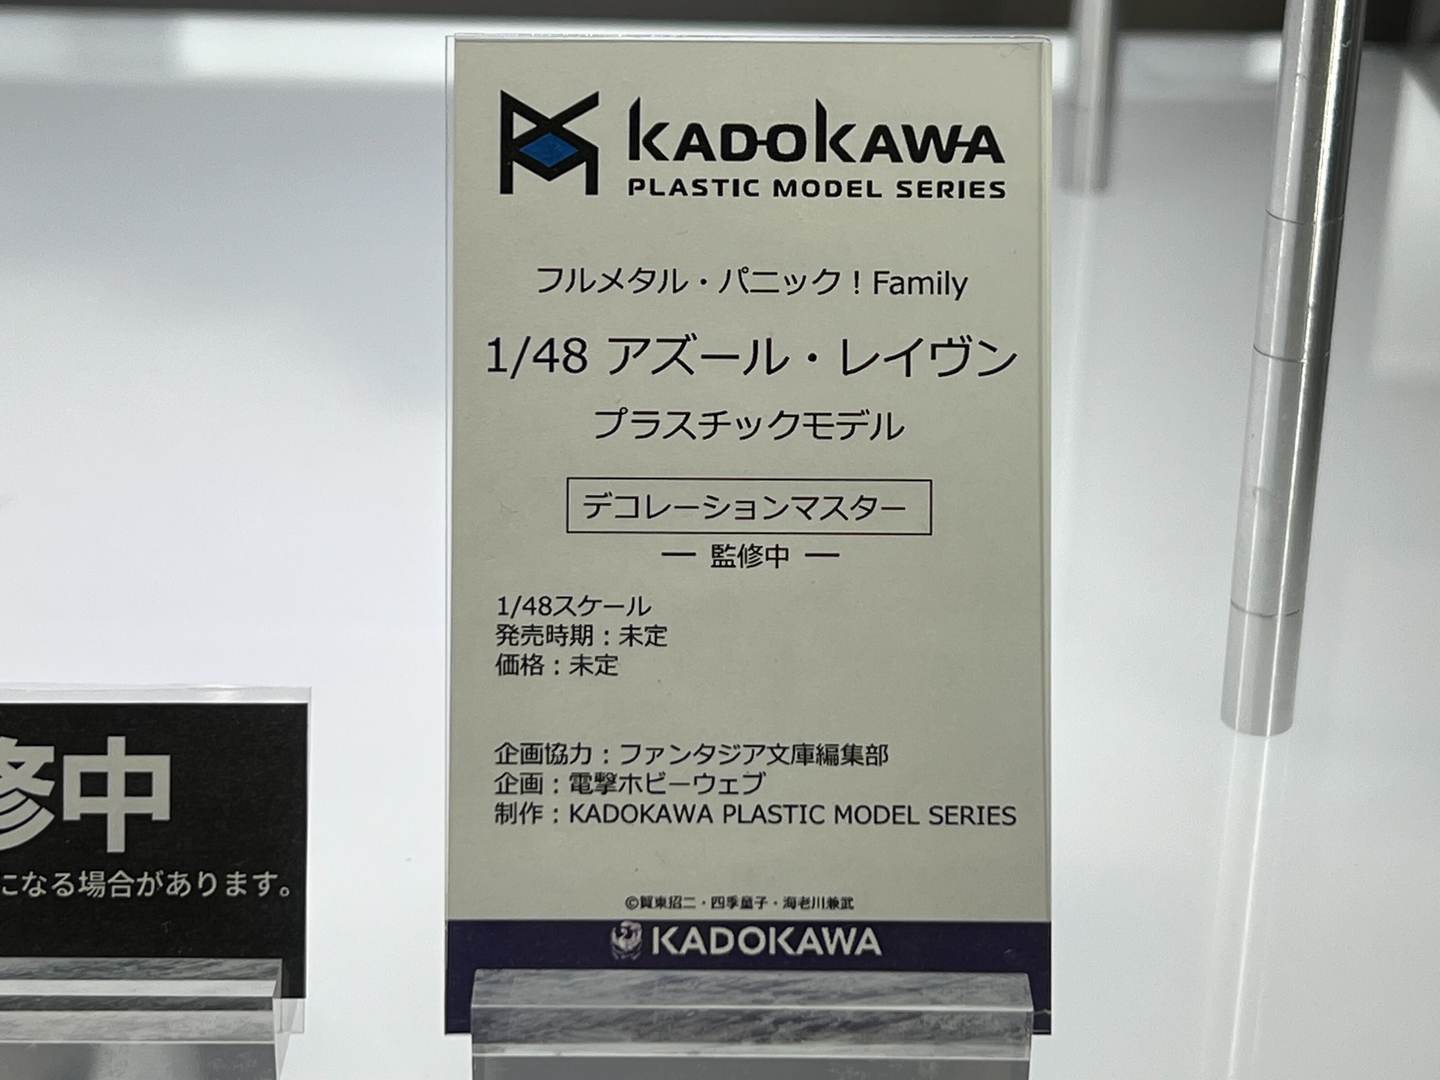 KADOKAWA
PLASTIC MODEL SERIES
フルメタル・パニック！Family
1/48 アズール・レイヴン
プラスチックモデル
デコレーションマスター
― 監修中 ―
1/48スケール
発売時期：未定
価格：未定
企画協力：ファンタジア文庫編集部
企画：電撃ホビーウェブ
制作：KADOKAWA PLASTIC MODEL SERIES
©賀東招二・四季童子・海老川兼武
KADOKAWA
修中
になる場合があります。